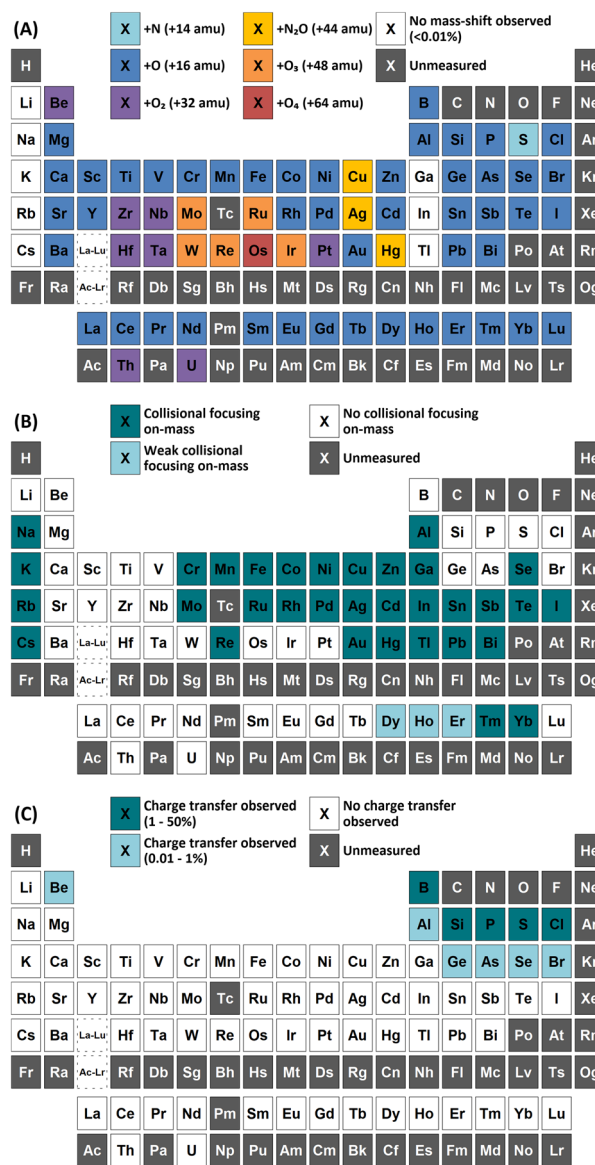 (A)
X +N (+14 amu) X +N₂O (+44 amu) X No mass-shift observed (<0.01%)
X +O (+16 amu) X +O₃ (+48 amu) X Unmeasured
X +O₂ (+32 amu) X +O₄ (+64 amu)
H He
Li Be B C N O F Ne
Na Mg Al Si P S Cl Ar
K Ca Sc Ti V Cr Mn Fe Co Ni Cu Zn Ga Ge As Se Br Kr
Rb Sr Y Zr Nb Mo Tc Ru Rh Pd Ag Cd In Sn Sb Te I Xe
Cs Ba La-Lu Hf Ta W Re Os Ir Pt Au Hg Tl Pb Bi Po At Rn
Fr Ra Ac-Lr Rf Db Sg Bh Hs Mt Ds Rg Cn Nh Fl Mc Lv Ts Og
La Ce Pr Nd Pm Sm Eu Gd Tb Dy Ho Er Tm Yb Lu
Ac Th Pa U Np Pu Am Cm Bk Cf Es Fm Md No Lr
(B)
X Collisional focusing on-mass X No collisional focusing on-mass
X Weak collisional focusing on-mass X Unmeasured
H He
Li Be B C N O F Ne
Na Mg Al Si P S Cl Ar
K Ca Sc Ti V Cr Mn Fe Co Ni Cu Zn Ga Ge As Se Br Kr
Rb Sr Y Zr Nb Mo Tc Ru Rh Pd Ag Cd In Sn Sb Te I Xe
Cs Ba La-Lu Hf Ta W Re Os Ir Pt Au Hg Tl Pb Bi Po At Rn
Fr Ra Ac-Lr Rf Db Sg Bh Hs Mt Ds Rg Cn Nh Fl Mc Lv Ts Og
La Ce Pr Nd Pm Sm Eu Gd Tb Dy Ho Er Tm Yb Lu
Ac Th Pa U Np Pu Am Cm Bk Cf Es Fm Md No Lr
(C)
X Charge transfer observed (1 - 50%) X No charge transfer observed
X Charge transfer observed (0.01 - 1%) X Unmeasured
H He
Li Be B C N O F Ne
Na Mg Al Si P S Cl Ar
K Ca Sc Ti V Cr Mn Fe Co Ni Cu Zn Ga Ge As Se Br Kr
Rb Sr Y Zr Nb Mo Tc Ru Rh Pd Ag Cd In Sn Sb Te I Xe
Cs Ba La-Lu Hf Ta W Re Os Ir Pt Au Hg Tl Pb Bi Po At Rn
Fr Ra Ac-Lr Rf Db Sg Bh Hs Mt Ds Rg Cn Nh Fl Mc Lv Ts Og
La Ce Pr Nd Pm Sm Eu Gd Tb Dy Ho Er Tm Yb Lu
Ac Th Pa U Np Pu Am Cm Bk Cf Es Fm Md No Lr